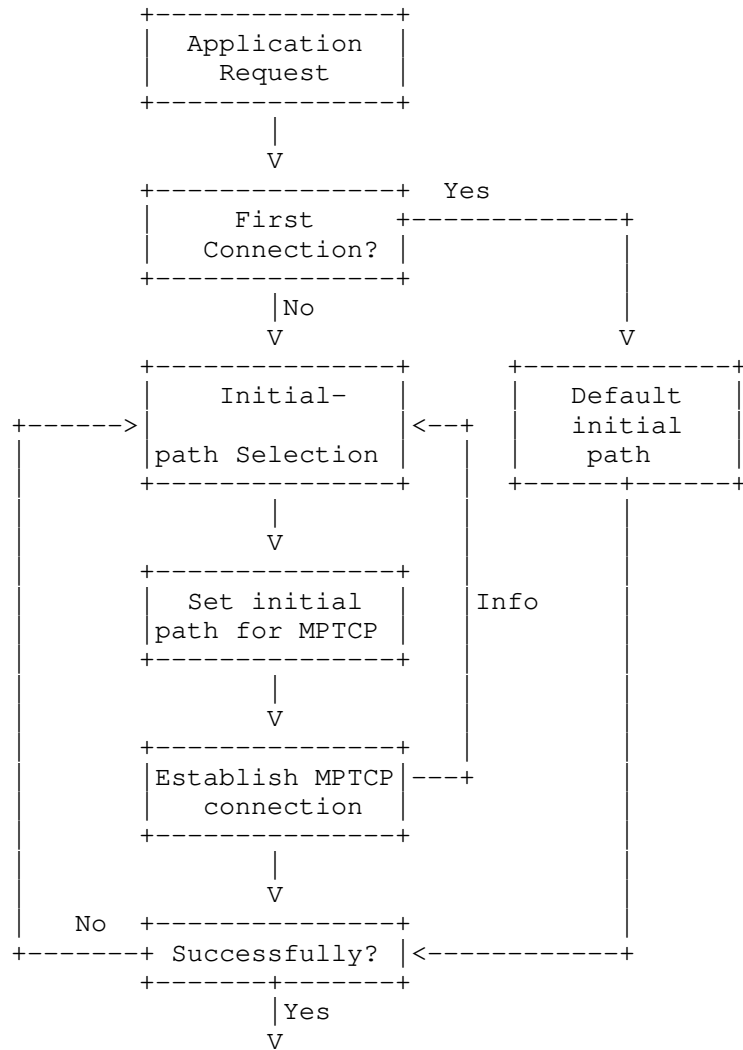 Application
Request
Yes
First
Connection?
No
V
V
V
Initial-
path Selection
Default
initial
path
V
Set initial
path for MPTCP
Info
V
Establish MPTCP
connection
V
No
Successfully?
Yes
V